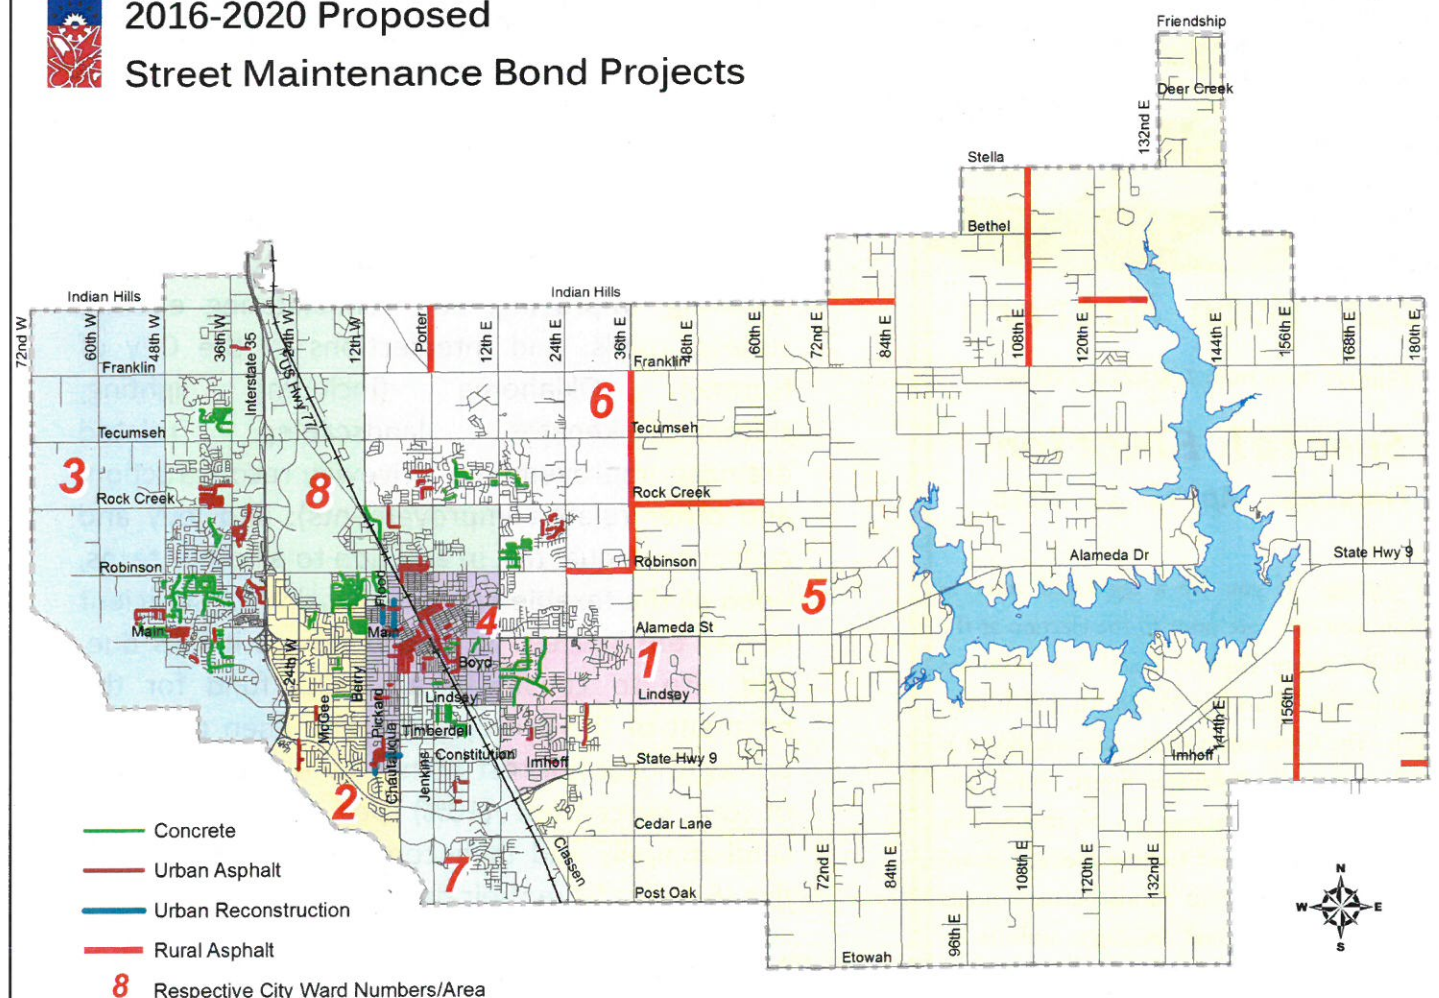 2016-2020 Proposed
Street Maintenance Bond Projects
Friendship
Deer Creek
132nd E
Stella
Bethel
Indian Hills
Indian Hills
72nd W
60th W
48th W
36th W
Interstate 35
24th W
US Hwy 77
12th W
Porter
12th E
24th E
36th E
48th E
60th E
72nd E
84th E
108th E
120th E
144th E
156th E
168th E
180th E
Franklin
Franklin
6
Tecumseh
Tecumseh
3
8
Rock Creek
Rock Creek
Robinson
Robinson
Alameda Dr
State Hwy 9
5
Flood
4
Main
Main
Alameda St
1
Boyd
24th W
Lindsey
Lindsey
McGee
Berry
Pickard
Chautauqua
Timberdell
Constitution
Jenkins
Imhoff
State Hwy 9
156th E
144th E
Imhoff
2
Cedar Lane
7
Classen
Post Oak
72nd E
84th E
108th E
120th E
132nd E
96th E
Etowah
Concrete
Urban Asphalt
Urban Reconstruction
Rural Asphalt
8 Respective City Ward Numbers/Area
N
W
E
S